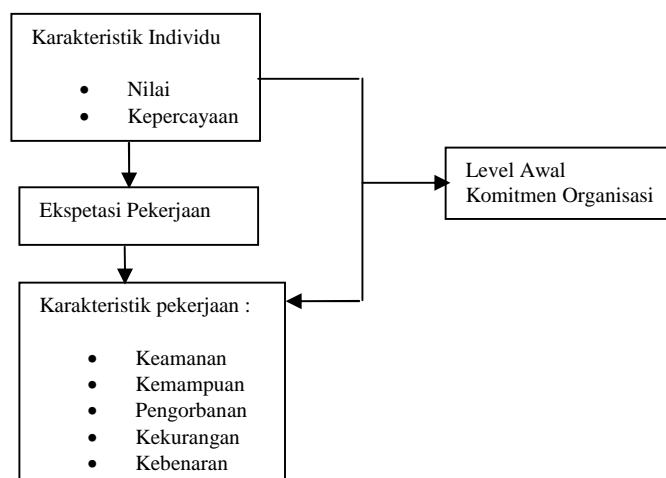 Karakteristik Individu
• Nilai
• Kepercayaan
Ekspetasi Pekerjaan
Karakteristik pekerjaan :
• Keamanan
• Kemampuan
• Pengorbanan
• Kekurangan
• Kebenaran
Level Awal
Komitmen Organisasi